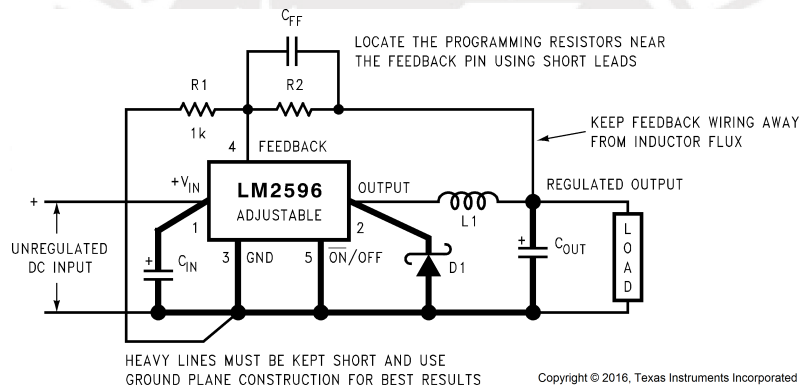 CFF
LOCATE THE PROGRAMMING RESISTORS NEAR
THE FEEDBACK PIN USING SHORT LEADS
R1
R2
1k
KEEP FEEDBACK WIRING AWAY
FROM INDUCTOR FLUX
4
FEEDBACK
+VIN
LM2596
ADJUSTABLE
OUTPUT
REGULATED OUTPUT
+
1
2
L1
UNREGULATED
DC INPUT
+
CIN
3
GND
5
ON/OFF
D1
+
COUT
LOAD
HEAVY LINES MUST BE KEPT SHORT AND USE
GROUND PLANE CONSTRUCTION FOR BEST RESULTS
Copyright © 2016, Texas Instruments Incorporated